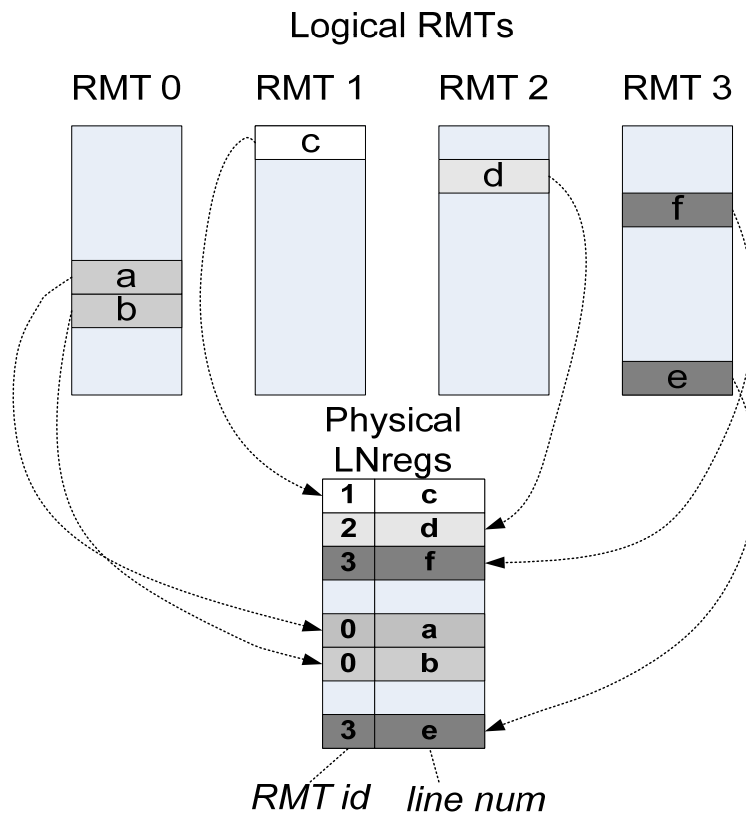 Logical RMTs
RMT 0 RMT 1 RMT 2 RMT 3
c
d
f
a
b
e
Physical
LNregs
1 c
2 d
3 f
0 a
0 b
3 e
RMT id line num